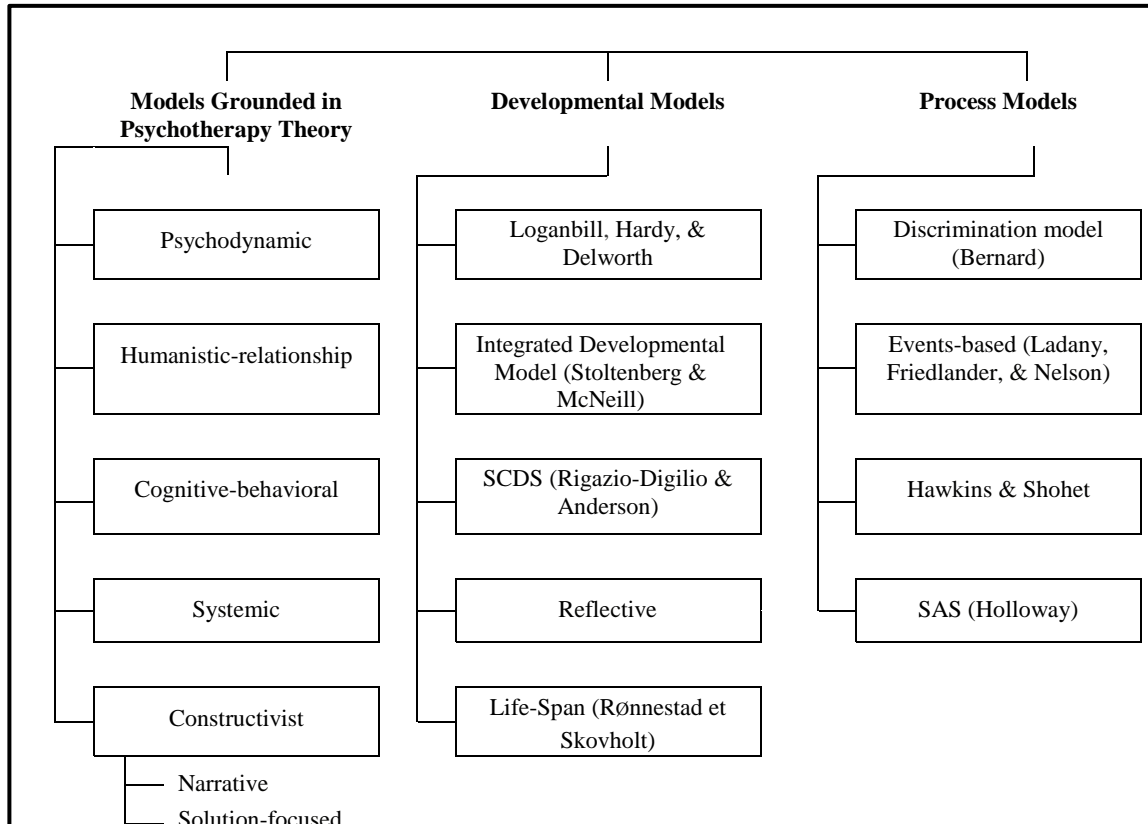 Models Grounded in
Psychotherapy Theory
Psychodynamic
Humanistic-relationship
Cognitive-behavioral
Systemic
Constructivist
Narrative
Solution-focused
Developmental Models
Loganbill, Hardy, &
Delworth
Integrated Developmental
Model (Stoltenberg &
McNeill)
SCDS (Rigazio-Digilio &
Anderson)
Reflective
Life-Span (Rønnestad et
Skovholt)
Process Models
Discrimination model
(Bernard)
Events-based (Ladany,
Friedlander, & Nelson)
Hawkins & Shohet
SAS (Holloway)